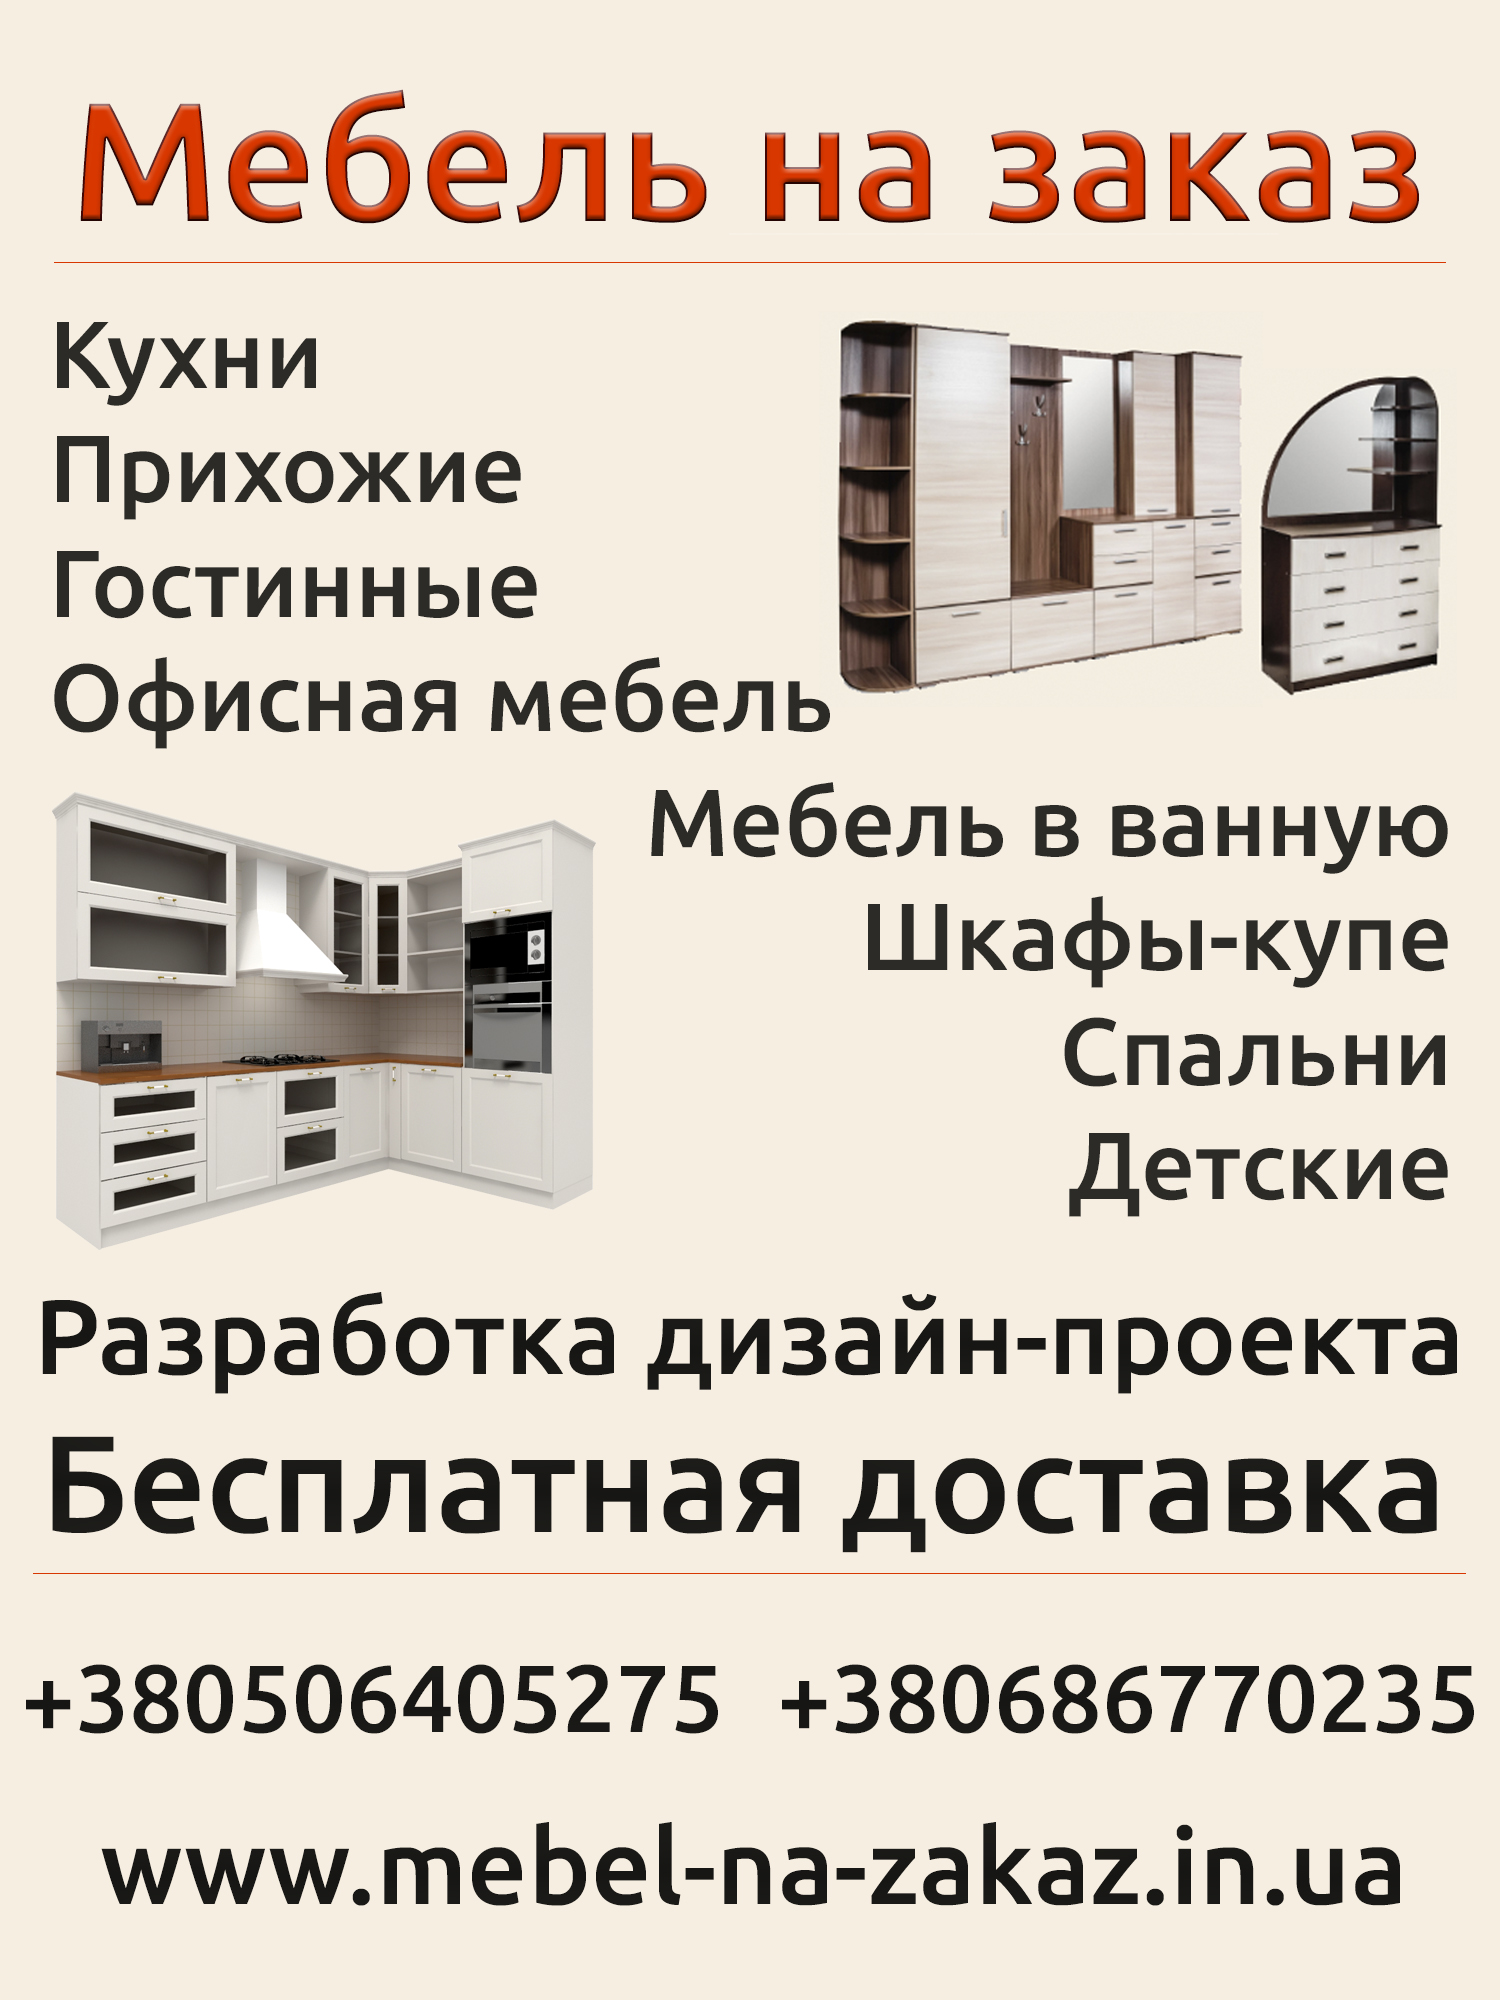 Мебель на заказ
Кухни
Прихожие
Гостинные
Офисная мебель
Мебель в ванную
Шкафы-купе
Спальни
Детские
Разработка дизайн-проекта
Бесплатная доставка
+380506405275 +380686770235
www.mebel-na-zakaz.in.ua